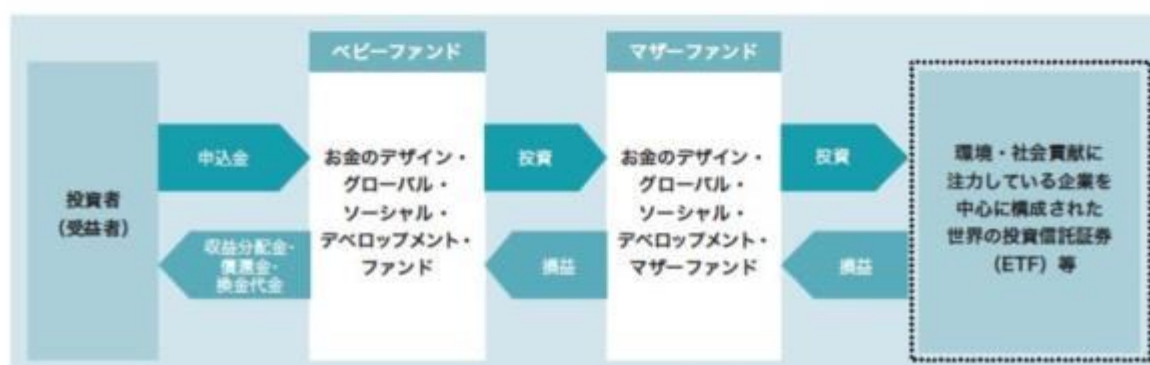 ベビーファンド
マザーファンド
投資者
(受益者)
申込金
収益分配金・
償還金・
換金代金
お金のデザイン・
グローバル・
ソーシャル・
デベロップメント・
ファンド
投資
損益
お金のデザイン・
グローバル・
ソーシャル・
デベロップメント・
マザーファンド
投資
損益
環境・社会貢献に
注力している企業を
中心に構成された
世界の投資信託証券
(ETF)等